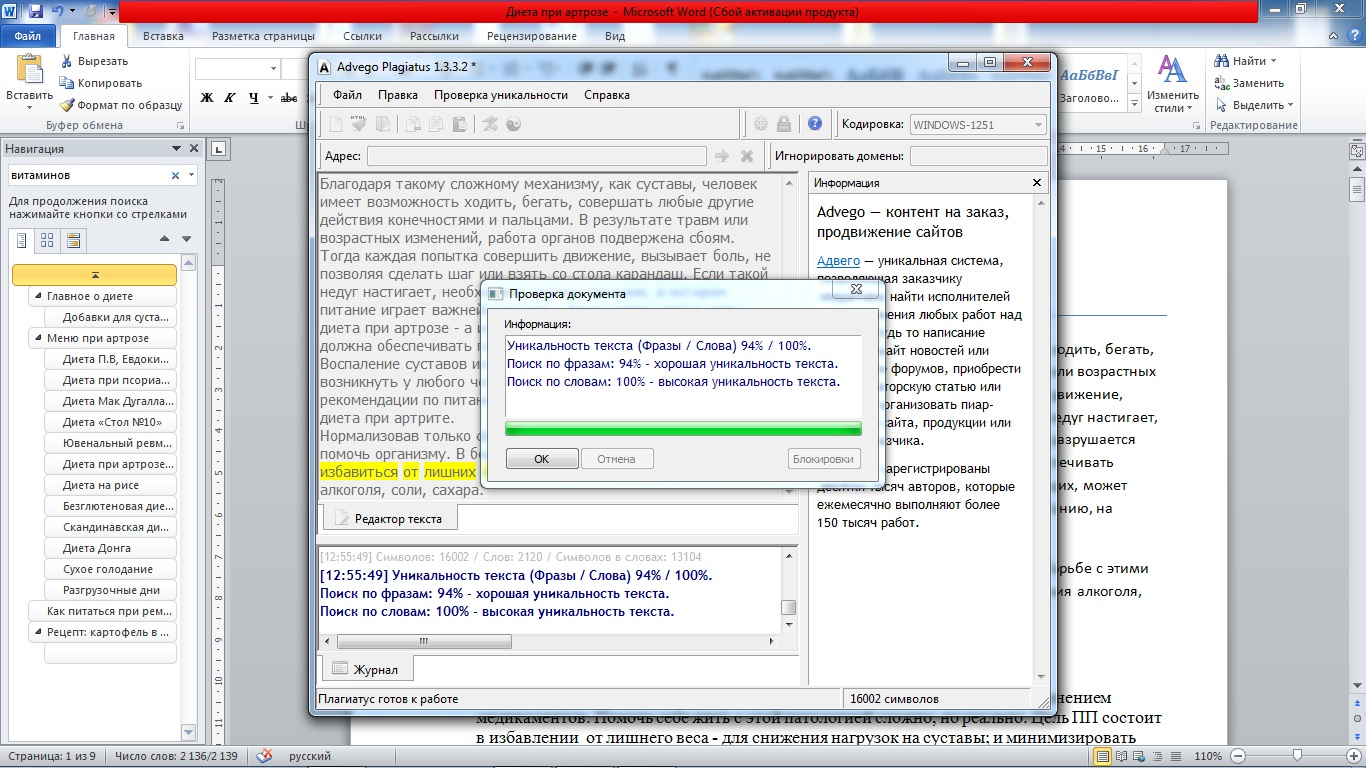 Диета при артрозе - Microsoft Word (Сбой активации продукта)
Файл Главная Вставка Разметка страницы Ссылки Рассылки Рецензирование Вид
Вставить
Вырезать
Копировать
Формат по образцу
Буфер обмена
Ж К Ч abc
АаБбВвІ
Заголово...
Изменить стили
Найти
Заменить
Выделить
Редактирование
Навигация
витаминов
Для продолжения поиска
нажимайте кнопки со стрелками
Главное о диете
Добавки для суста...
Меню при артрозе
Диета П.В, Евдоки...
Диета при псориа...
Диета Мак Дугалла...
Диета «Стол №10»
Ювенальный ревм...
Диета при артрозе...
Диета на рисе
Безглютеновая дие...
Скандинавская ди...
Диета Донга
Сухое голодание
Разгрузочные дни
Как питаться при рем...
Рецепт: картофель в ...
Advego Plagiatus 1.3.3.2 *
Файл Правка Проверка уникальности Справка
Кодировка: WINDOWS-1251
Адрес:
Игнорировать домены:
Благодаря такому сложному механизму, как суставы, человек
имеет возможность ходить, бегать, совершать любые другие
действия конечностями и пальцами. В результате травм или
возрастных изменений, работа органов подвержена сбоям.
Тогда каждая попытка совершить движение, вызывает боль, не
позволяя сделать шаг или взять со стола карандаш. Если такой
недуг настигает,
питание играет
диета при артрозе - а
должна обеспечивать
Воспаление суставов
возникнуть у любого
рекомендации по
диета при артрите.
Нормализовав только
помочь организму. В
избавиться от лишних
алкоголя, соли, сахара.
Редактор текста
[12:55:49] Символов: 16002 / Слов: 2120 / Символов в словах: 13104
[12:55:49] Уникальность текста (Фразы / Слова) 94% / 100%.
Поиск по фразам: 94% - хорошая уникальность текста.
Поиск по словам: 100% - высокая уникальность текста.
Журнал
Плагиатус готов к работе
16002 символов
Информация
Advego – контент на заказ,
продвижение сайтов
Адвего – уникальная система,
позволяющая заказчику
найти исполнителей
любых работ над
то написание
новостей или
форумов, приобрести
статью или
пиар-
продукции или
десятки тысяч авторов, которые
ежемесячно выполняют более
150 тысяч работ.
Проверка документа
Информация:
Уникальность текста (Фразы / Слова) 94% / 100%.
Поиск по фразам: 94% - хорошая уникальность текста.
Поиск по словам: 100% - высокая уникальность текста.
ОК Отмена Блокировки
14 15 16 17
бегать,
возрастных
настигает,
может
на
с этими
алкоголя,
медикаментов. Помочь себе жить с этой патологией сложно, но реально. Цель ПП состоит
в избавлении от лишнего веса - для снижения нагрузок на суставы; и минимизировать
Страница: 1 из 9 Число слов: 2 136/2 139 русский 110%